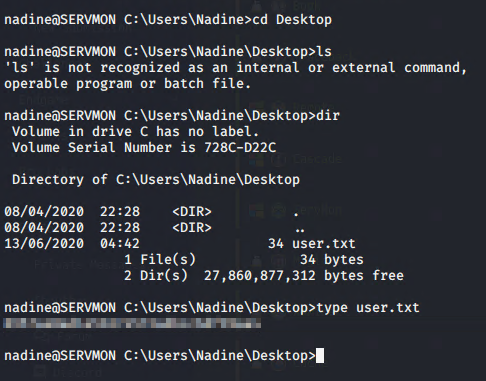 nadine@SERVMON C:\Users\Nadine>cd Desktop
nadine@SERVMON C:\Users\Nadine\Desktop>ls
'ls' is not recognized as an internal or external command,
operable program or batch file.
nadine@SERVMON C:\Users\Nadine\Desktop>dir
Volume in drive C has no label.
Volume Serial Number is 728C-D22C
Directory of C:\Users\Nadine\Desktop
08/04/2020 22:28 <DIR> .
08/04/2020 22:28 <DIR> ..
13/06/2020 04:42 34 user.txt
1 File(s) 34 bytes
2 Dir(s) 27,860,877,312 bytes free
nadine@SERVMON C:\Users\Nadine\Desktop>type user.txt
nadine@SERVMON C:\Users\Nadine\Desktop>